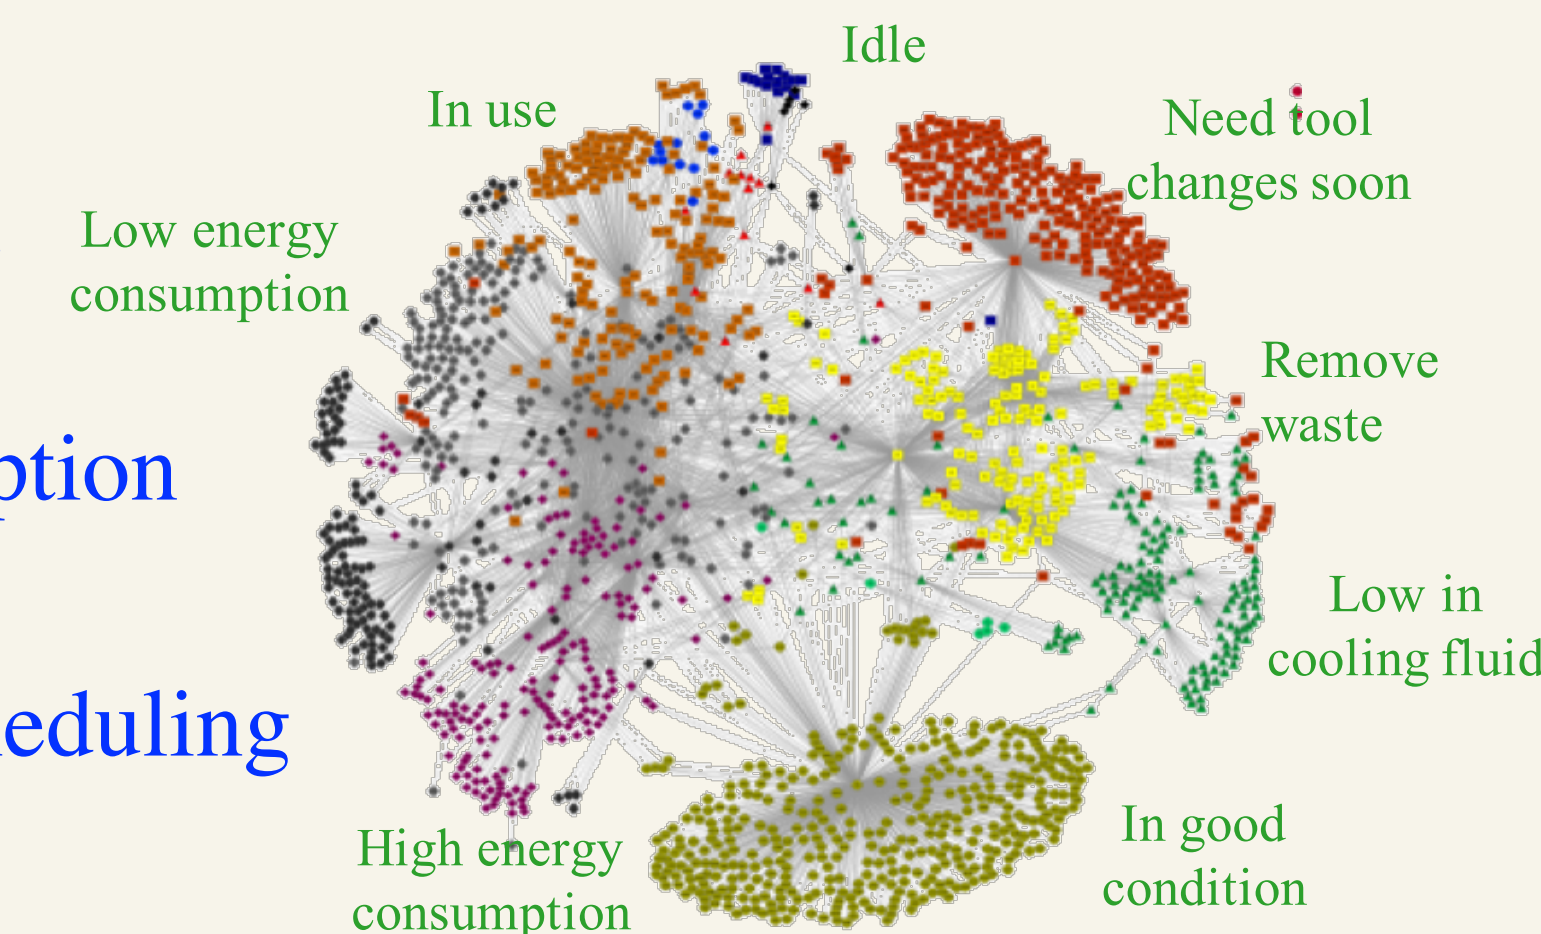 Idle
In use
Need tool
changes soon
Low energy
consumption
Remove
waste
ption
Low in
cooling fluid
eduling
In good
condition
High energy
consumption